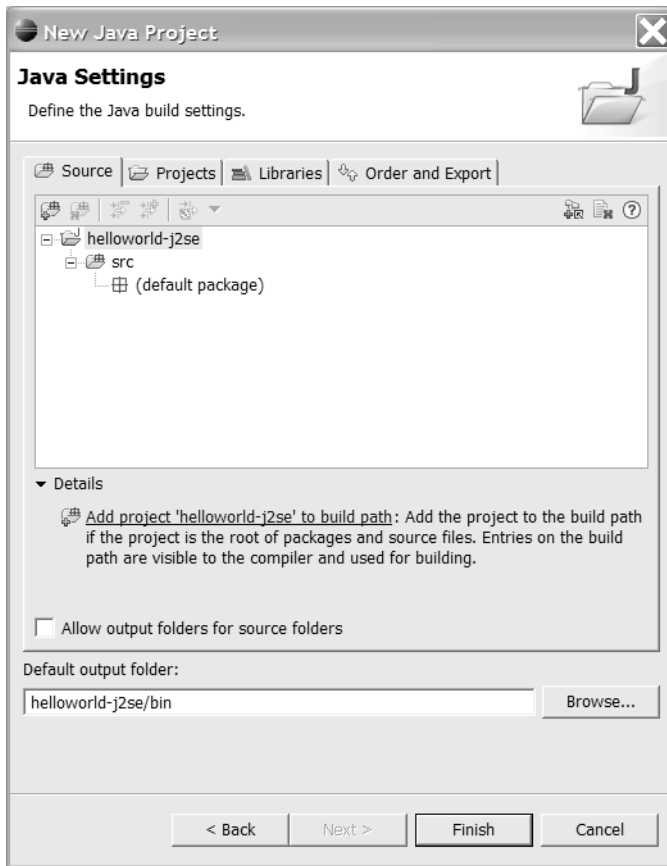 New Java Project
Java Settings
Define the Java build settings.
Source
Projects
Libraries
Order and Export
helloworld-j2se
src
(default package)
Details
Add project 'helloworld-j2se' to build path: Add the project to the build path
if the project is the root of packages and source files. Entries on the build
path are visible to the compiler and used for building.
Allow output folders for source folders
Default output folder:
helloworld-j2se/bin
Browse...
< Back
Next >
Finish
Cancel